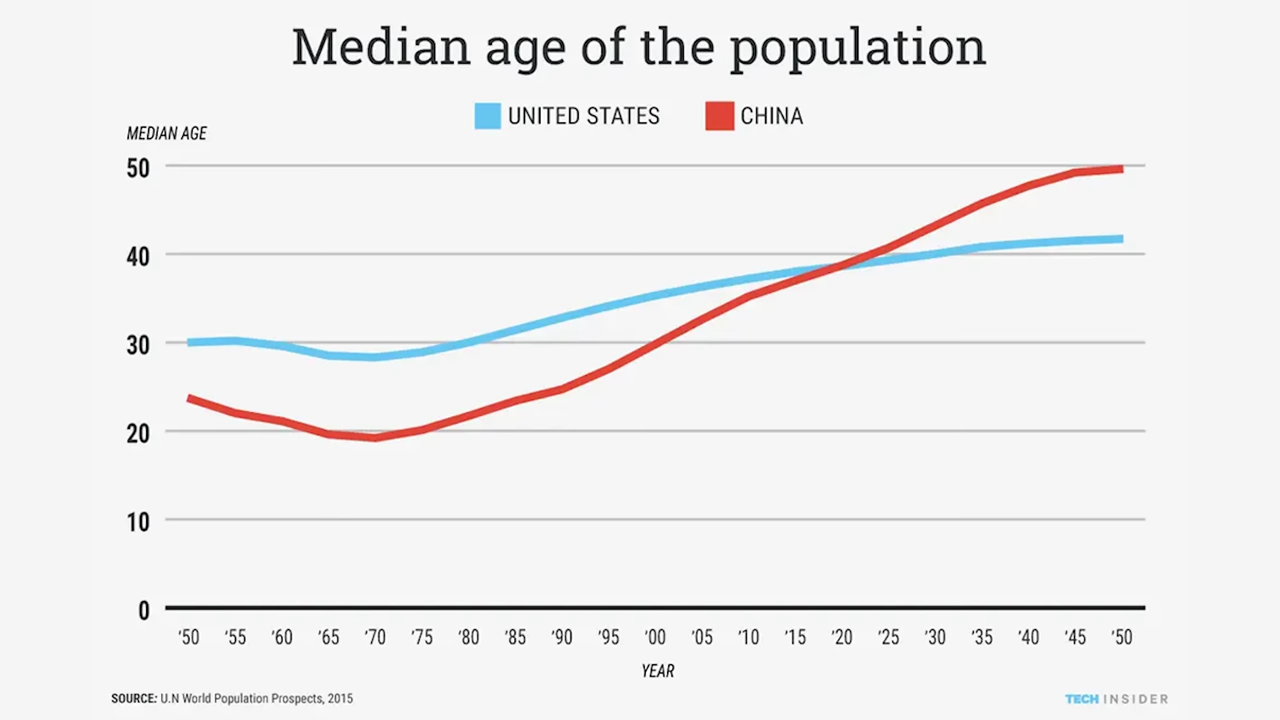 Median age of the population
UNITED STATES CHINA
MEDIAN AGE
50
40
30
20
10
0
'50 '55 '60 '65 '70 '75 '80 '85 '90 '95 '00 '05 '10 '15 '20 '25 '30 '35 '40 '45 '50
YEAR
SOURCE: U.N World Population Prospects, 2015
TECH INSIDER